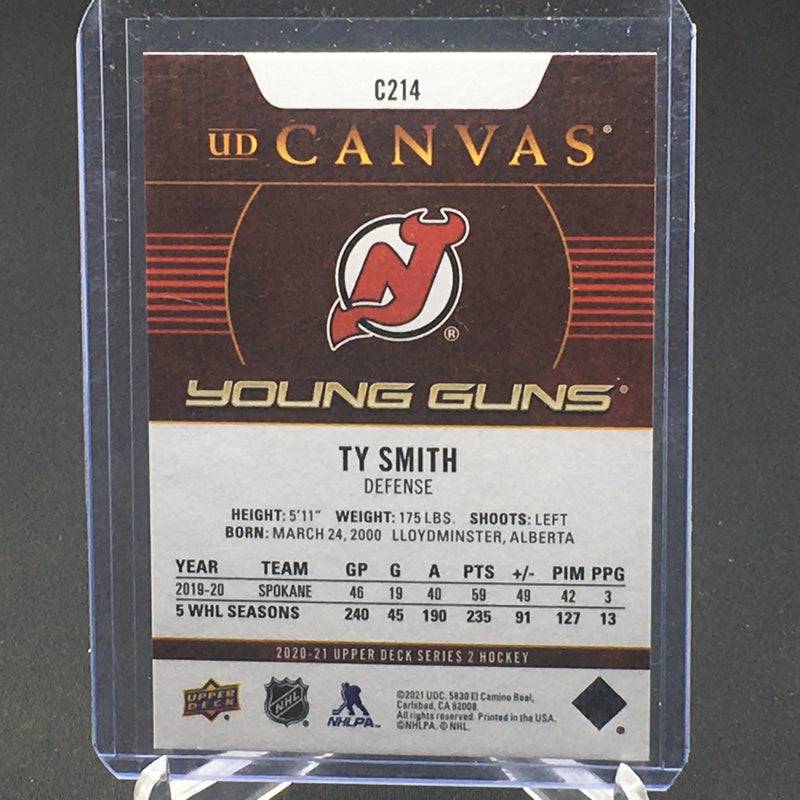 C214
UD CANVAS®
NJ ®
YOUNG GUNS®
TY SMITH
DEFENSE
HEIGHT: 5'11" WEIGHT: 175 LBS. SHOOTS: LEFT
BORN: MARCH 24, 2000 LLOYDMINSTER, ALBERTA
YEAR TEAM GP G A PTS +/- PIM PPG
2019-20 SPOKANE 46 19 40 59 49 42 3
5 WHL SEASONS 240 45 190 235 91 127 13
2020-21 UPPER DECK SERIES 2 HOCKEY
UPPER DECK® NHL® NHLPA™
©2021 UDC. 5830 El Camino Real,
Carlsbad, CA 92008.
All rights reserved. Printed in the USA.
©NHLPA. © NHL.